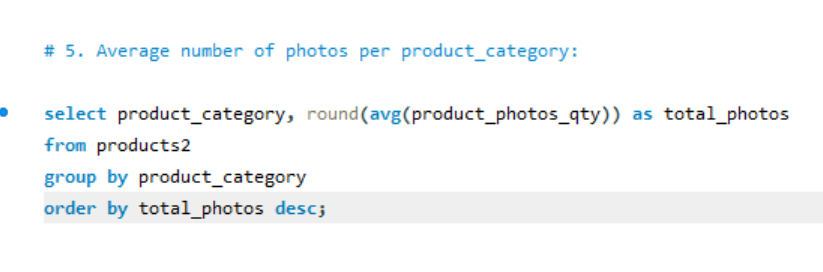 # 5. Average number of photos per product_category:
select product_category, round(avg(product_photos_qty)) as total_photos
from products2
group by product_category
order by total_photos desc;